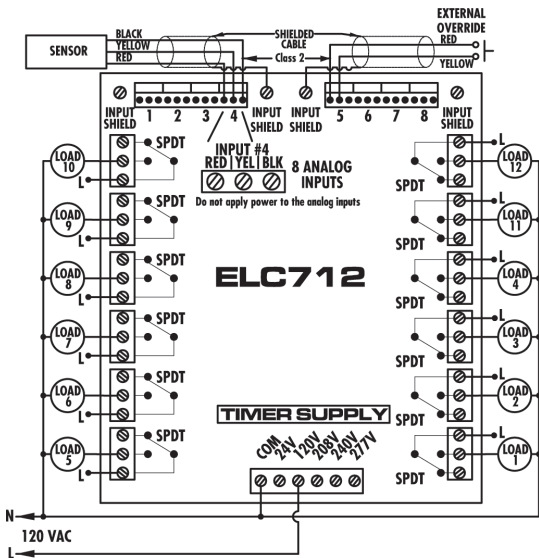 EXTERNAL
OVERRIDE
BLACK
YELLOW
RED
SENSOR
SHIELDED
CABLE
Class 2
RED
YELLOW
1 2 3 4
5 6 7 8
INPUT
SHIELD
INPUT
SHIELD
INPUT
SHIELD
INPUT
SHIELD
INPUT #4
RED | YEL | BLK
8 ANALOG
INPUTS
Do not apply power to the analog inputs
LOAD
10
L
SPDT
LOAD
9
L
SPDT
LOAD
8
L
SPDT
LOAD
7
L
SPDT
LOAD
6
L
SPDT
LOAD
5
L
SPDT
ELC712
L
LOAD
12
SPDT
L
LOAD
11
SPDT
L
LOAD
4
SPDT
L
LOAD
3
SPDT
L
LOAD
2
SPDT
L
LOAD
1
SPDT
TIMER SUPPLY
COM 24V 120V 208V 240V 277V
N
120 VAC
L